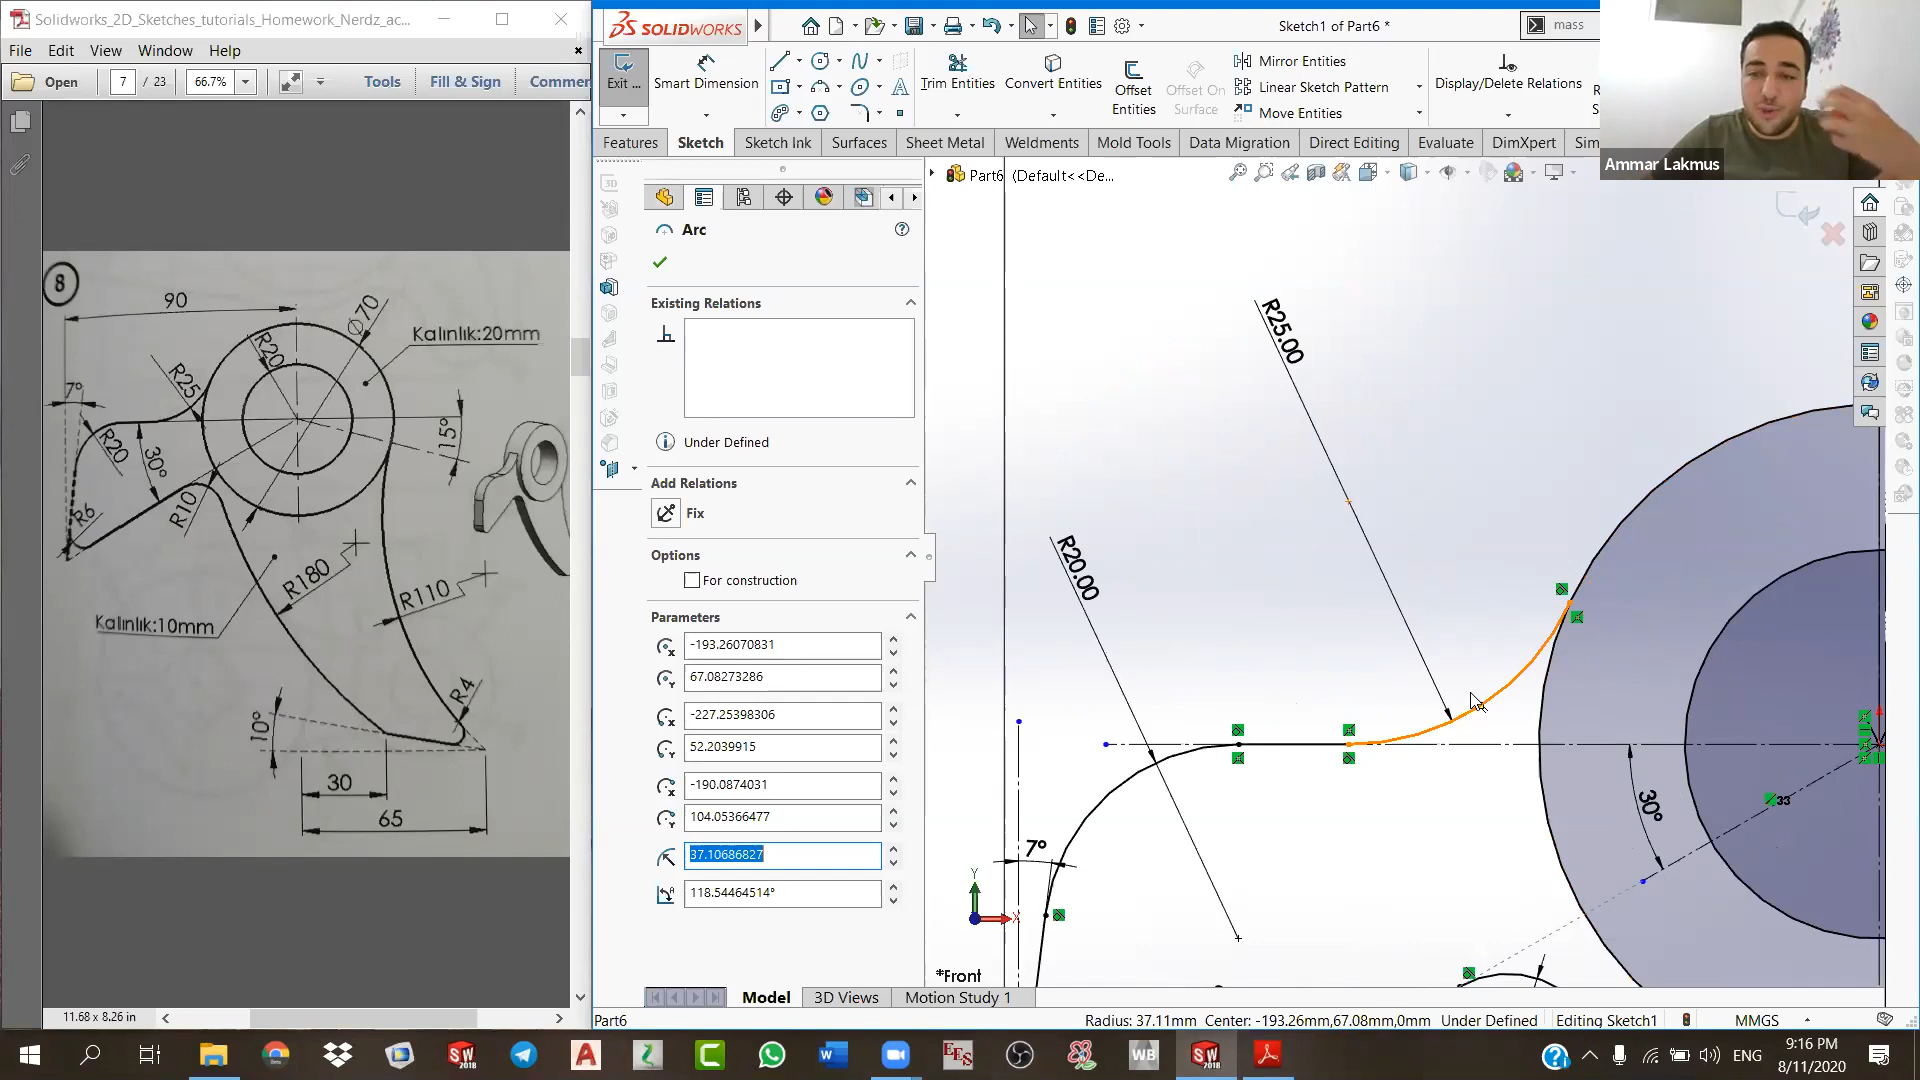 Solidworks_2D_Sketches_tutorials_Homework_Nerdz_ac...
File Edit View Window Help
Open 7 / 23 66.7% Tools Fill & Sign Commer
8
90
Ø70
Kalınlık:20mm
R20
R25
7°
R20
30°
15°
R6
R10
R180
R110
Kalınlık:10mm
R4
10°
30
65
11.68 x 8.26 in
SOLIDWORKS
Sketch1 of Part6 *
mass
Exit ...
Smart Dimension
Trim Entities
Convert Entities
Offset Entities
Offset On Surface
Mirror Entities
Linear Sketch Pattern
Move Entities
Display/Delete Relations
R
s
Features Sketch Sketch Ink Surfaces Sheet Metal Weldments Mold Tools Data Migration Direct Editing Evaluate DimXpert Sim
Ammar Lakmus
Part6 (Default<<De...
Arc
Existing Relations
Under Defined
Add Relations
Fix
Options
For construction
Parameters
-193.26070831
67.08273286
-227.25398306
52.2039915
-190.0874031
104.05366477
37.10686827
118.54464514°
R25.00
R20.00
7°
30°
33
Y
X
*Front
Model 3D Views Motion Study 1
Part6
Radius: 37.11mm Center: -193.26mm,67.08mm,0mm Under Defined Editing Sketch1 MMGS
SW 2018
EES
WB
SW 2018
ENG
9:16 PM
8/11/2020